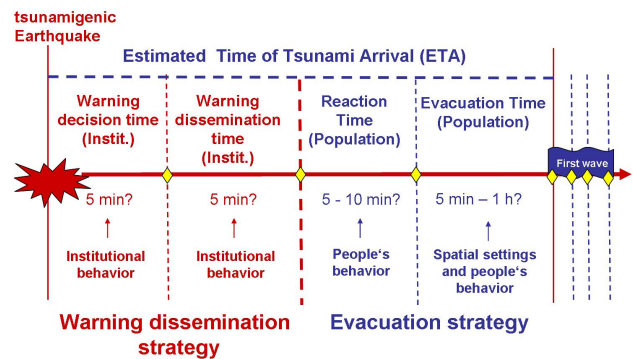 tsunamigenic
Earthquake
Estimated Time of Tsunami Arrival (ETA)
Warning
decision time
(Instit.)
Warning
dissemination
time
(Instit.)
Reaction
Time
(Population)
Evacuation Time
(Population)
First wave
5 min?
5 min?
5 - 10 min?
5 min – 1 h?
Institutional
behavior
Institutional
behavior
People‘s
behavior
Spatial settings
and people‘s
behavior
Warning dissemination
strategy
Evacuation strategy